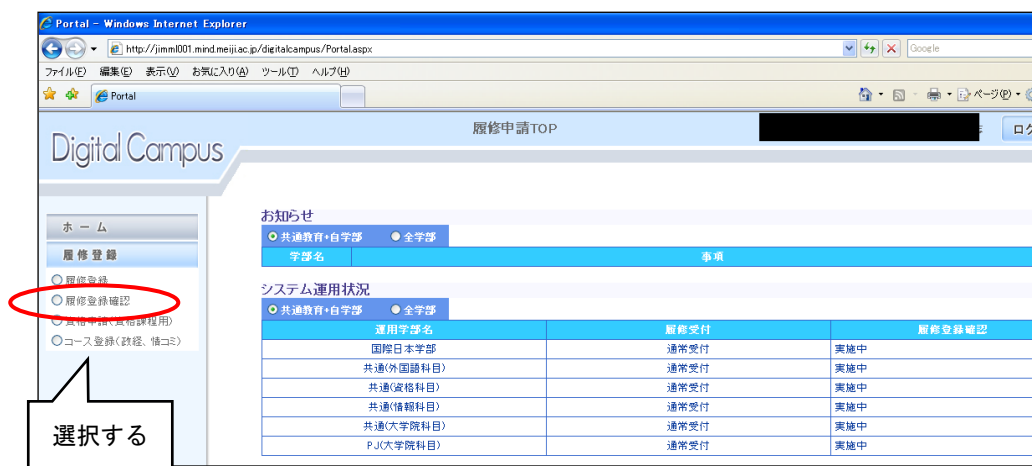 Portal - Windows Internet Explorer
http://jimml001.mind.meiji.ac.jp/digitalcampus/Portal.aspx
Google
ファイル(F) 編集(E) 表示(V) お気に入り(A) ツール(T) ヘルプ(H)
Portal
ページ(P)
履修申請TOP
Digital Campus
ホーム
履修登録
履修登録
履修登録確認
資格申請(資格課程用)
コース登録(政経、情コミ)
選択する
お知らせ
共通教育+自学部 全学部
学部名 事項
システム運用状況
共通教育+自学部 全学部
運用学部名 履修受付 履修登録確認
国際日本学部 通常受付 実施中
共通(外国語科目) 通常受付 実施中
共通(資格科目) 通常受付 実施中
共通(情報科目) 通常受付 実施中
共通(大学院科目) 通常受付 実施中
PJ(大学院科目) 通常受付 実施中